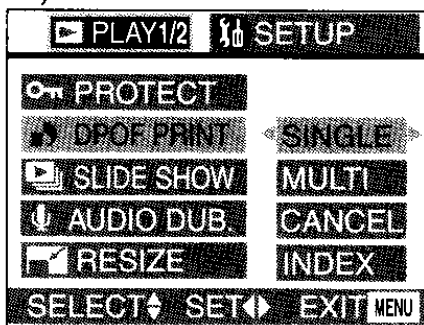 PLAY1/2 SETUP
PROTECT
DPOF PRINT SINGLE
SLIDE SHOW MULTI
AUDIO DUB. CANCEL
RESIZE INDEX
SELECT SET EXIT MENU